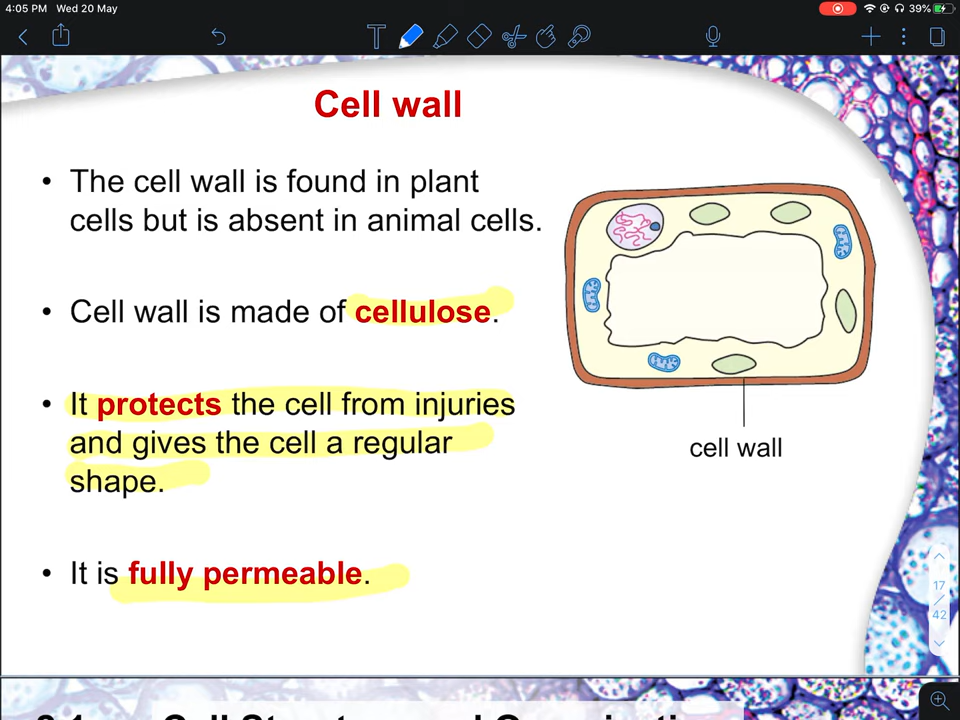 4:05 PM Wed 20 May
39%
T
Cell wall
• The cell wall is found in plant
cells but is absent in animal cells.
• Cell wall is made of cellulose.
• It protects the cell from injuries
and gives the cell a regular
shape.
• It is fully permeable.
cell wall
17
/
42